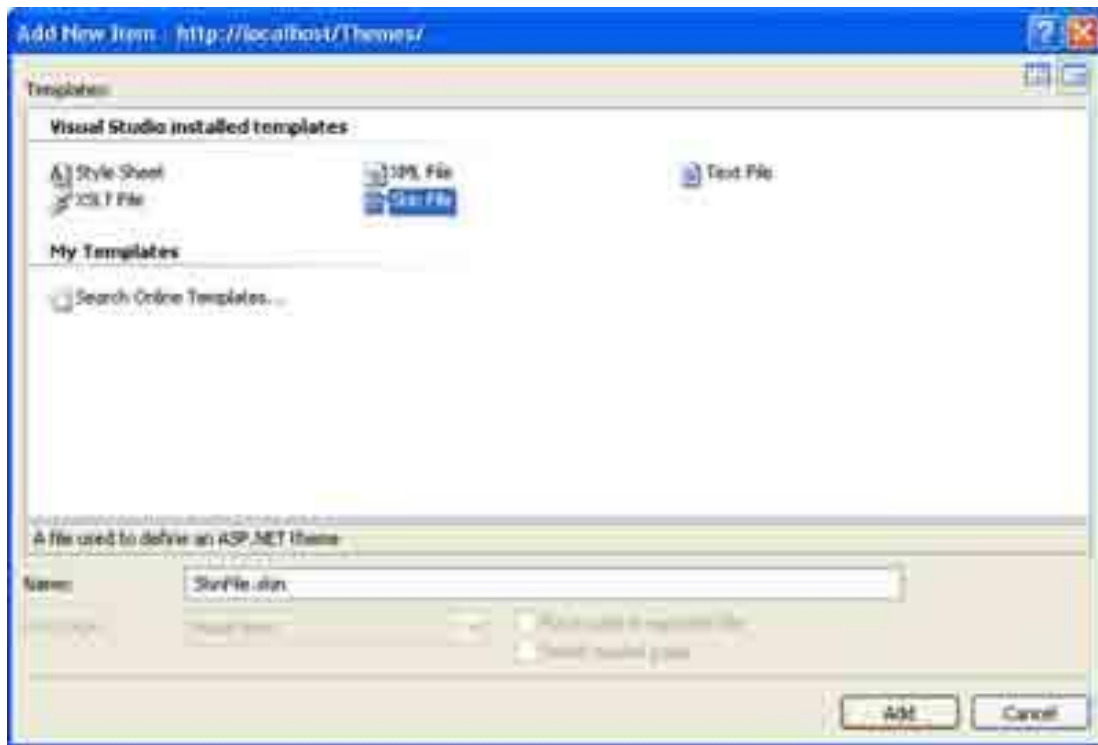 Add New Item - http://localhost/Themes/
Templates:
Visual Studio installed templates
Style Sheet XML File Text File
XSLT File Skin File
My Templates
Search Online Templates...
A file used to define an ASP.NET theme
Name: SkinFile.skin
Add Cancel